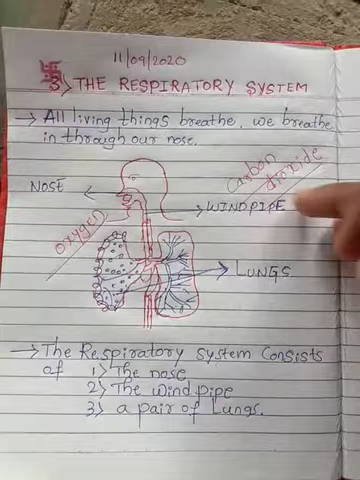 11/09/2020
卐 3> THE RESPIRATORY SYSTEM
→ All living things breathe. we breathe
in through our nose.
Carbon
dioxide
NOSE
WINDPIPE
oxygen
LUNGS
→ The Respiratory system consists
of 1> The nose
2> The wind pipe
3> a pair of Lungs.